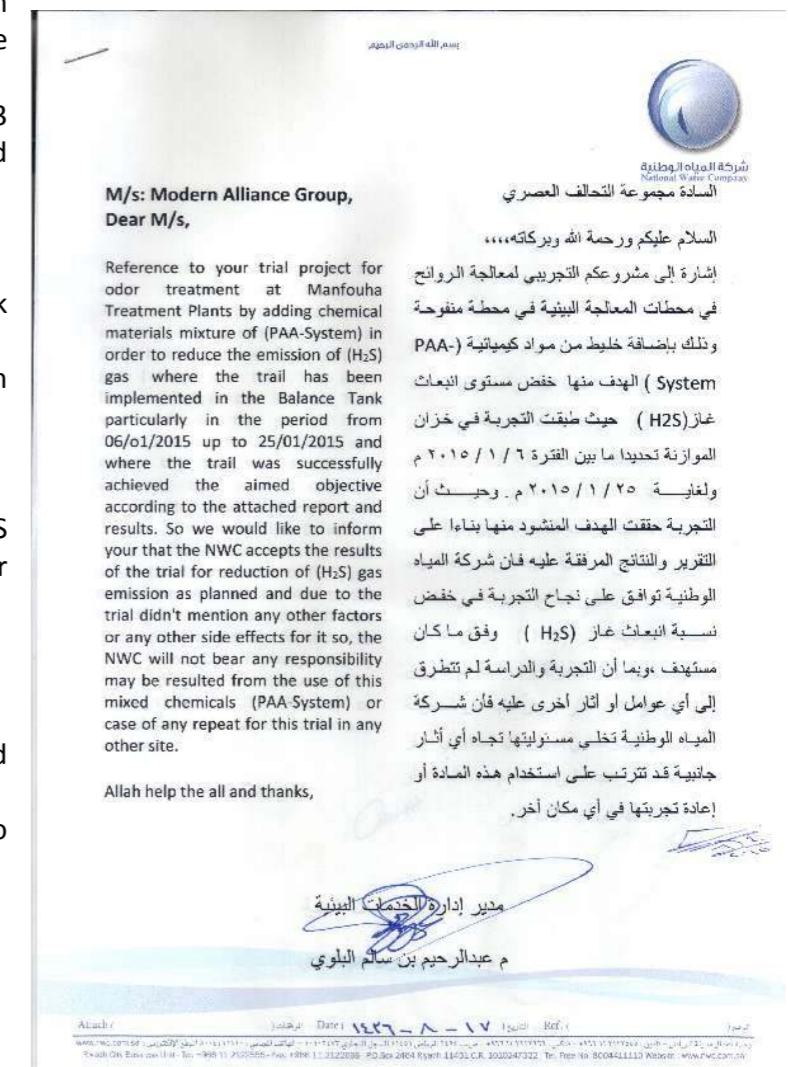 بسم الله الرحمن الرحيم
شركة المياه الوطنية
National Water Company
M/s: Modern Alliance Group,
Dear M/s,
Reference to your trial project for
odor treatment at Manfouha
Treatment Plants by adding chemical
materials mixture of (PAA-System) in
order to reduce the emission of (H₂S)
gas where the trail has been
implemented in the Balance Tank
particularly in the period from
06/o1/2015 up to 25/01/2015 and
where the trail was successfully
achieved the aimed objective
according to the attached report and
results. So we would like to inform
your that the NWC accepts the results
of the trial for reduction of (H₂S) gas
emission as planned and due to the
trial didn't mention any other factors
or any other side effects for it so, the
NWC will not bear any responsibility
may be resulted from the use of this
mixed chemicals (PAA-System) or
case of any repeat for this trial in any
other site.
Allah help the all and thanks,
السادة مجموعة التحالف العصري
السلام عليكم ورحمة الله وبركاته،،،،
إشارة إلى مشروعكم التجريبي لمعالجة الروائح
في محطات المعالجة البيئية في محطة منفوحة
وذلك بإضافة خليط من مواد كيميائية (PAA-
System ) الهدف منها خفض مستوى انبعاث
غاز(H2S ) حيث طبقت التجربة في خزان
الموازنة تحديدا ما بين الفترة ٦ / ١ / ٢٠١٥ م
ولغاية ٢٥ / ١ / ٢٠١٥ م . وحيث أن
التجربة حققت الهدف المنشود منها بناءا على
التقرير والنتائج المرفقة عليه فان شركة المياه
الوطنية توافق على نجاح التجربة في خفض
نسبة انبعاث غاز (H₂S ) وفق ما كان
مستهدف ،وبما أن التجربة والدراسة لم تتطرق
إلى أي عوامل أو أثار أخرى عليه فأن شركة
المياه الوطنية تخلي مسئوليتها تجاه أي أثار
جانبية قد تترتب على استخدام هذه المادة أو
إعادة تجربتها في أي مكان أخر.
مدير إدارة الخدمات البيئية
م عبدالرحيم بن سالم البلوي
Attach (
Date ( ١٤٣٦ - ٨ - ١٧ التاريخ(
Ref. (